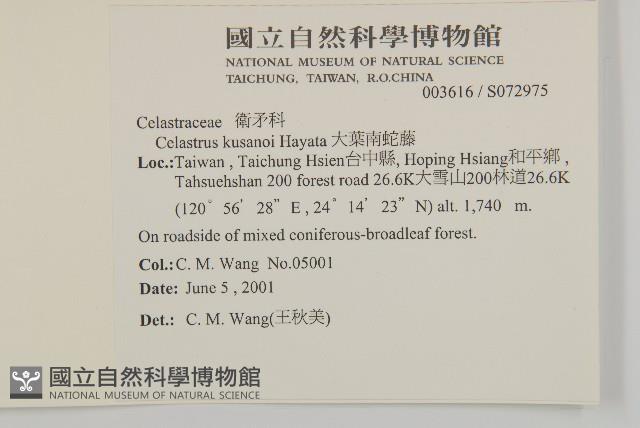 國立自然科學博物館
NATIONAL MUSEUM OF NATURAL SCIENCE
TAICHUNG, TAIWAN, R.O.CHINA
003616 / S072975
Celastraceae 衛矛科
Celastrus kusanoi Hayata 大葉南蛇藤
Loc.:Taiwan , Taichung Hsien台中縣, Hoping Hsiang和平鄉 ,
Tahsuehshan 200 forest road 26.6K大雪山200林道26.6K
(120° 56’ 28” E , 24° 14’ 23” N) alt. 1,740 m.
On roadside of mixed coniferous-broadleaf forest.
Col.: C. M. Wang No.05001
Date: June 5 , 2001
Det.: C. M. Wang(王秋美)
國立自然科學博物館
NATIONAL MUSEUM OF NATURAL SCIENCE